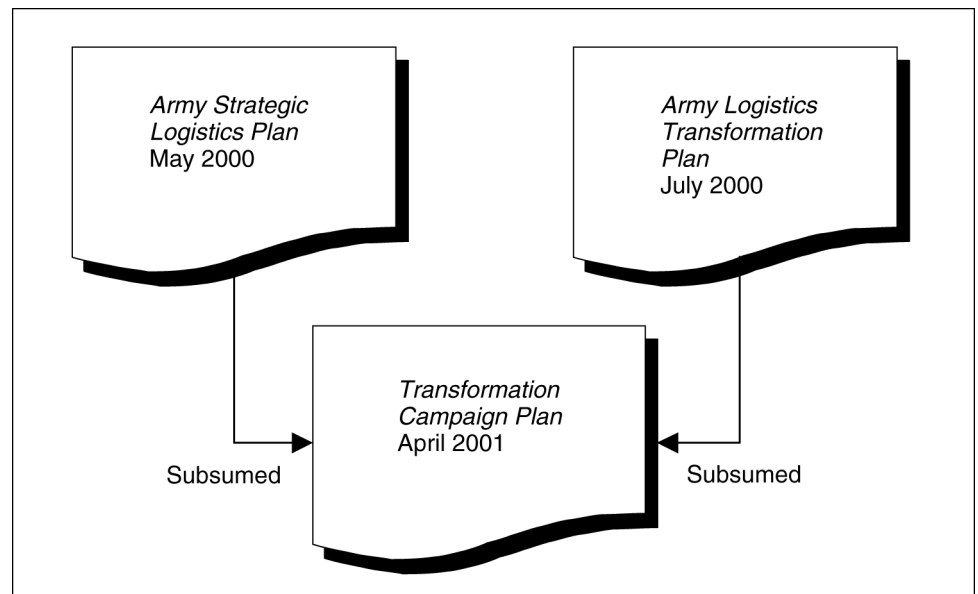 Army Strategic
Logistics Plan
May 2000
Army Logistics
Transformation
Plan
July 2000
Transformation
Campaign Plan
April 2001
Subsumed
Subsumed